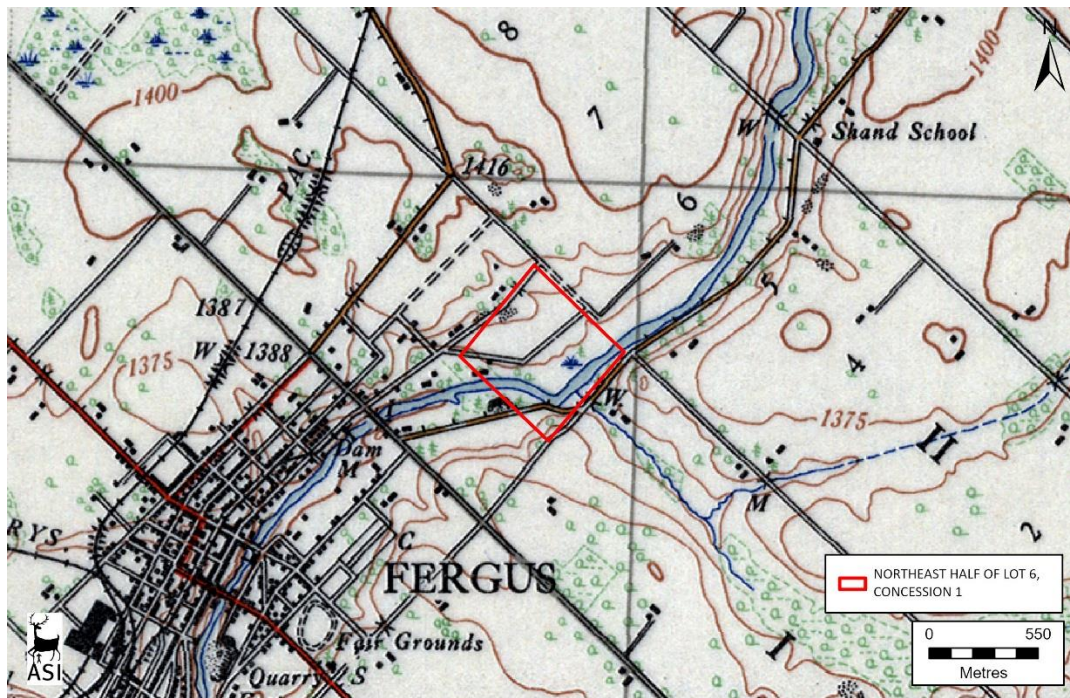 N
8
1400
1400
7
Shand School
W
PAC
1416
6
5
1387
W 1388
1375
4
W
1375
Dam
M
II
M
RYS
C
2
FERGUS
NORTHEAST HALF OF LOT 6,
CONCESSION 1
Fair Grounds
I
0 550
Metres
Quarry S
ASI